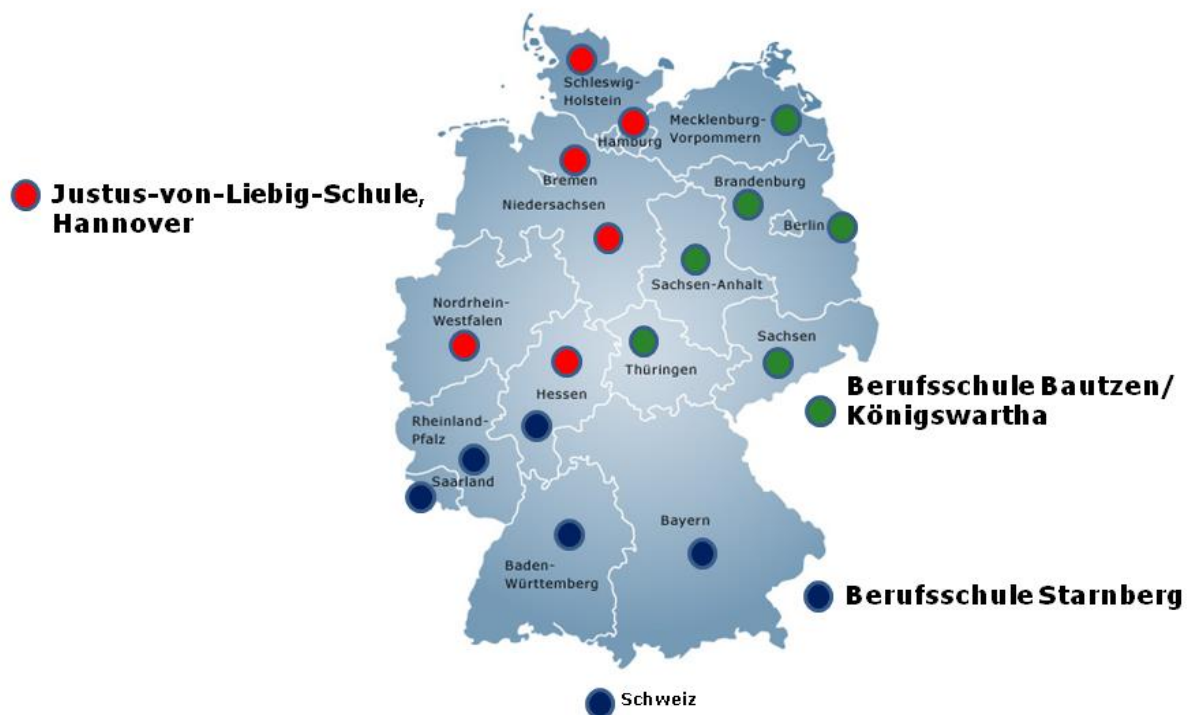 Schleswig-
Holstein
Mecklenburg-
Vorpommern
Hamburg
Bremen
Brandenburg
Justus-von-Liebig-Schule,
Hannover
Niedersachsen
Berlin
Sachsen-Anhalt
Nordrhein-
Westfalen
Sachsen
Thüringen
Hessen
Berufsschule Bautzen/
Königswartha
Rheinland-
Pfalz
Saarland
Bayern
Baden-
Württemberg
Berufsschule Starnberg
Schweiz